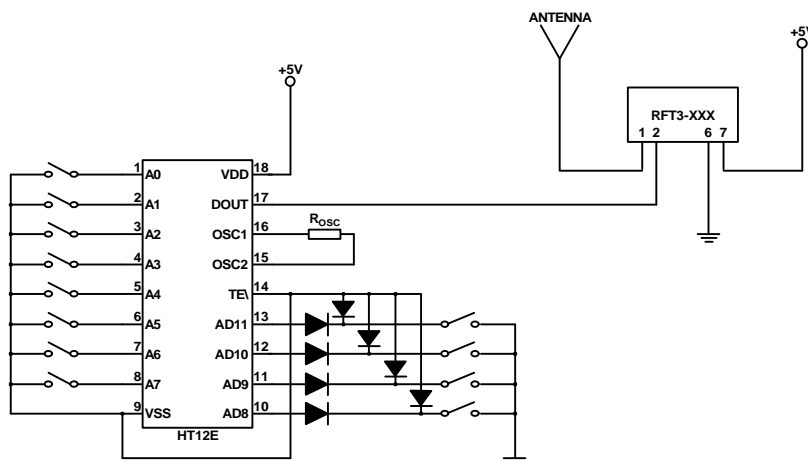 ANTENNA
+5V
+5V
RFT3-XXX
1 2 6 7
1 A0 VDD 18
2 A1 DOUT 17
3 A2 OSC1 16 ROSC
4 A3 OSC2 15
5 A4 TE\ 14
6 A5 AD11 13
7 A6 AD10 12
8 A7 AD9 11
9 VSS AD8 10
HT12E